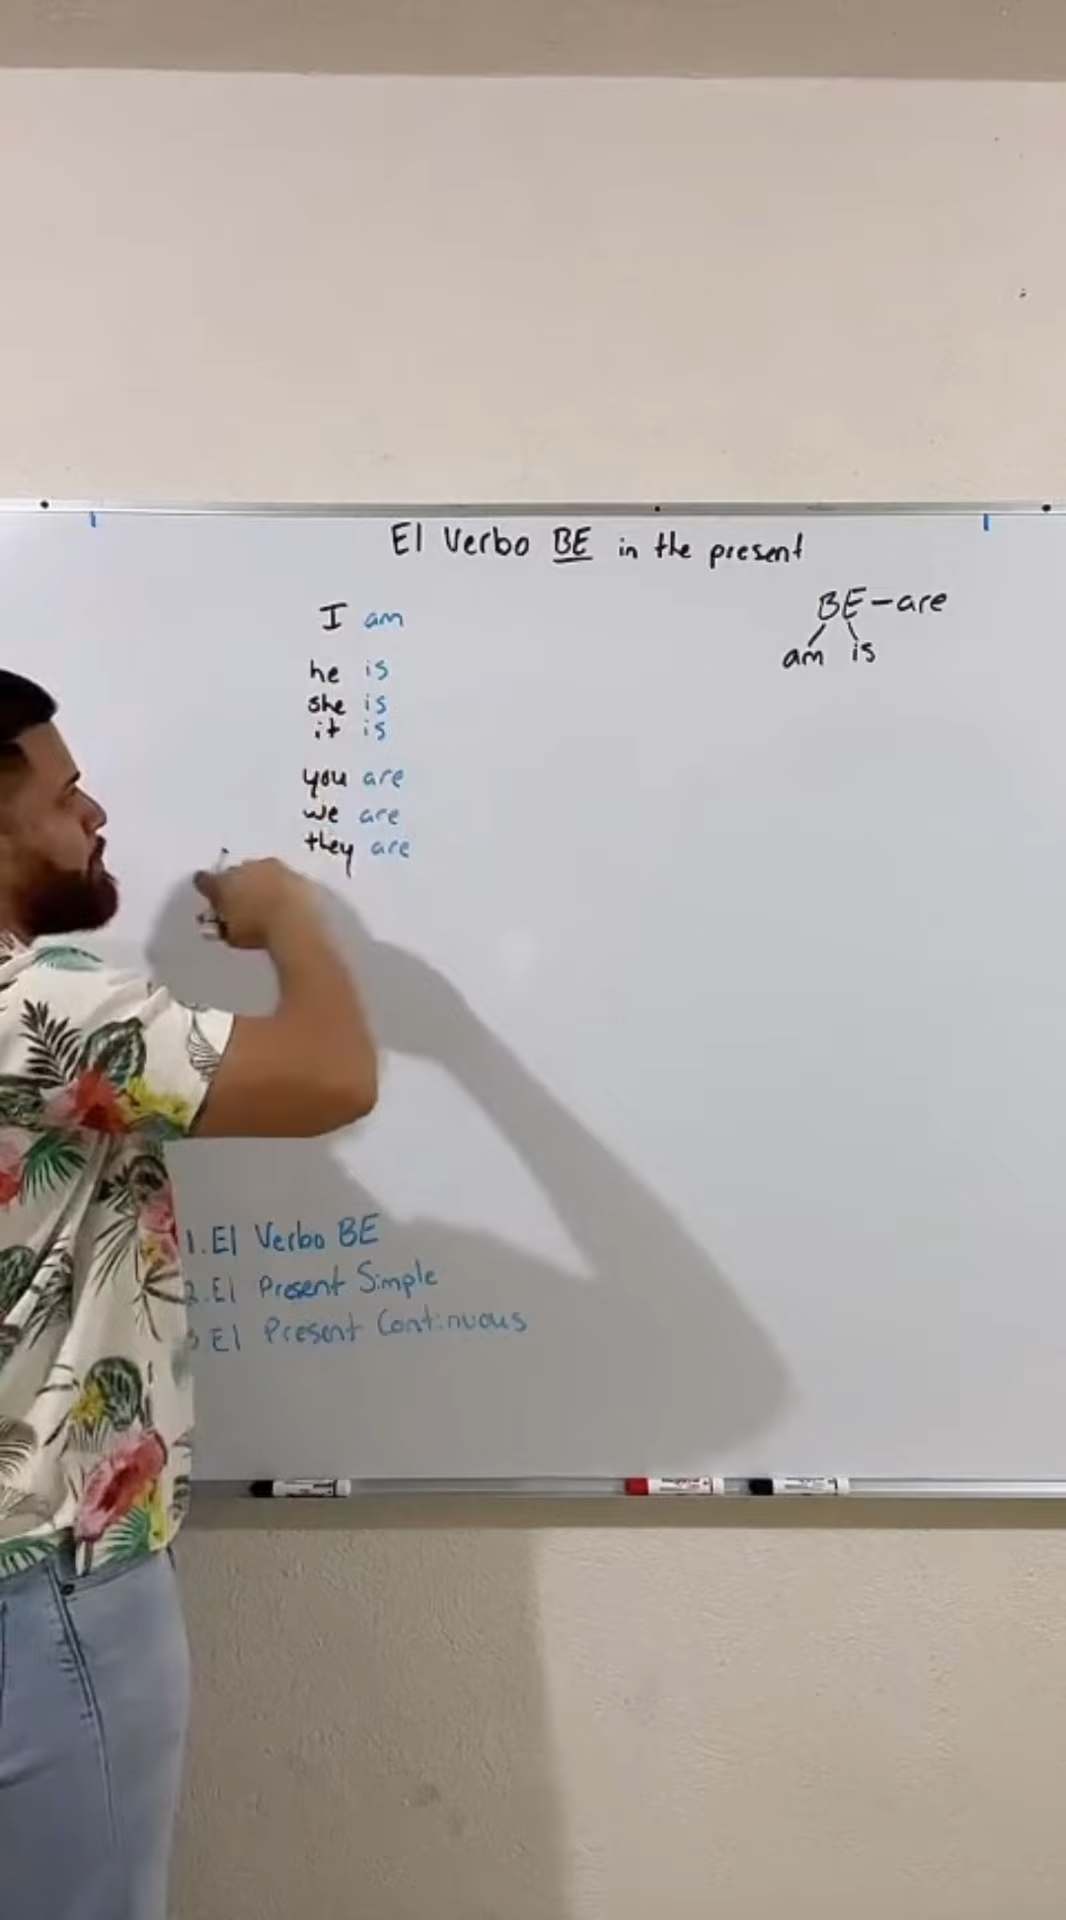 El Verbo BE in the present
I am
he is
she is
it is
you are
we are
they are
BE-are
am is
1. El Verbo BE
2. El Present Simple
3 El Present Continuous